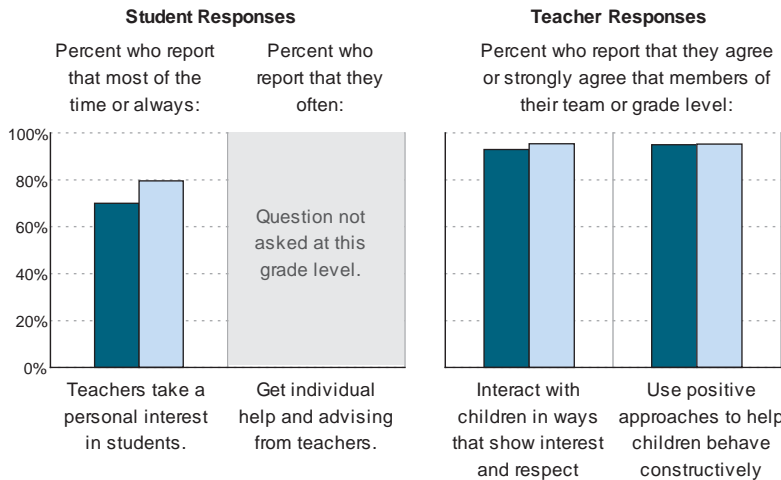 Student Responses
Percent who report
that most of the
time or always:
Percent who
report that they
often:
100%
80%
60%
40%
20%
0%
Question not
asked at this
grade level.
Teachers take a
personal interest
in students.
Get individual
help and advising
from teachers.
Teacher Responses
Percent who report that they agree
or strongly agree that members of
their team or grade level:
Interact with
children in ways
that show interest
and respect
Use positive
approaches to help
children behave
constructively